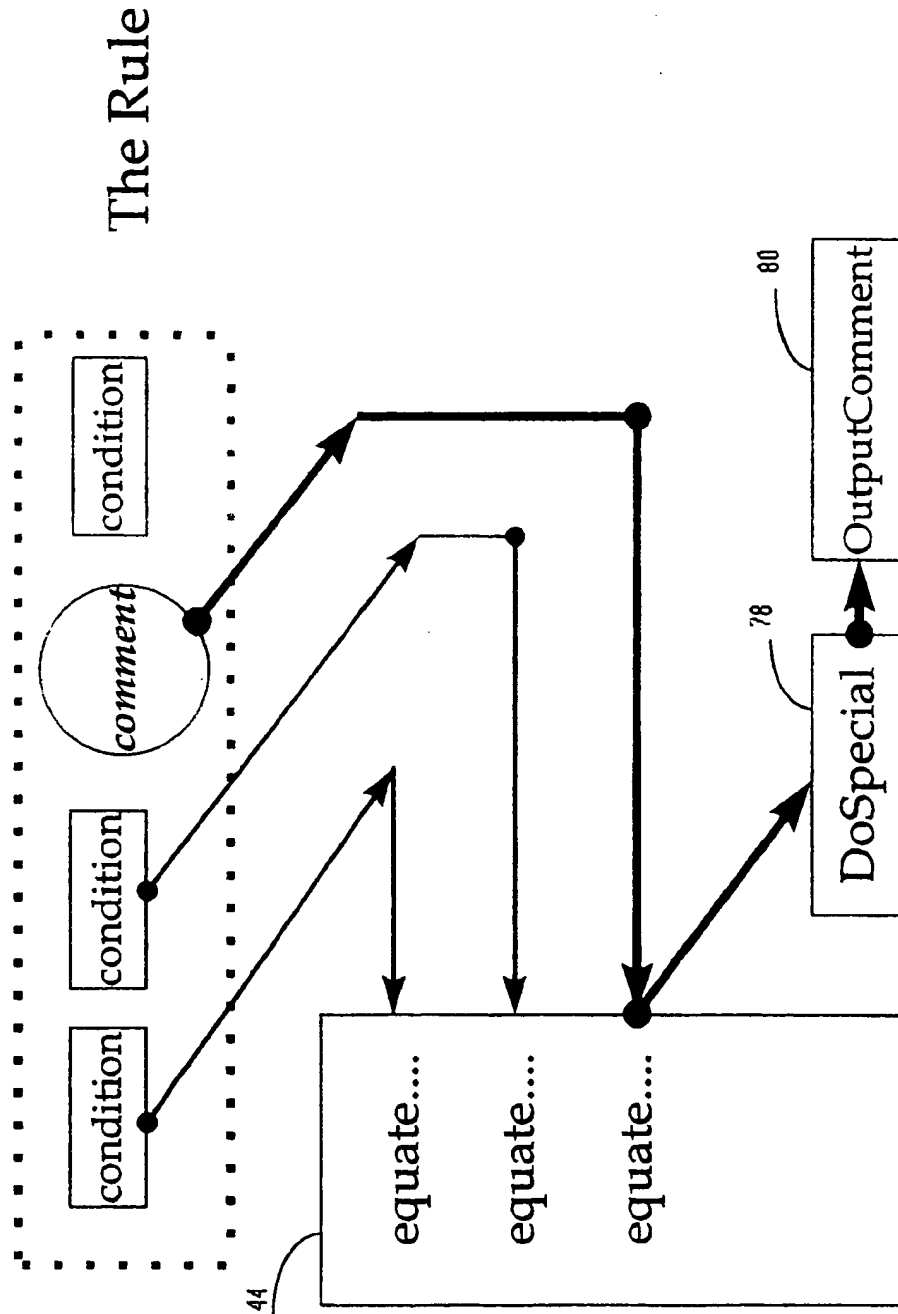 The Rule
condition
condition
comment
condition
44
equate....
equate....
equate....
78
DoSpecial
80
OutputComment